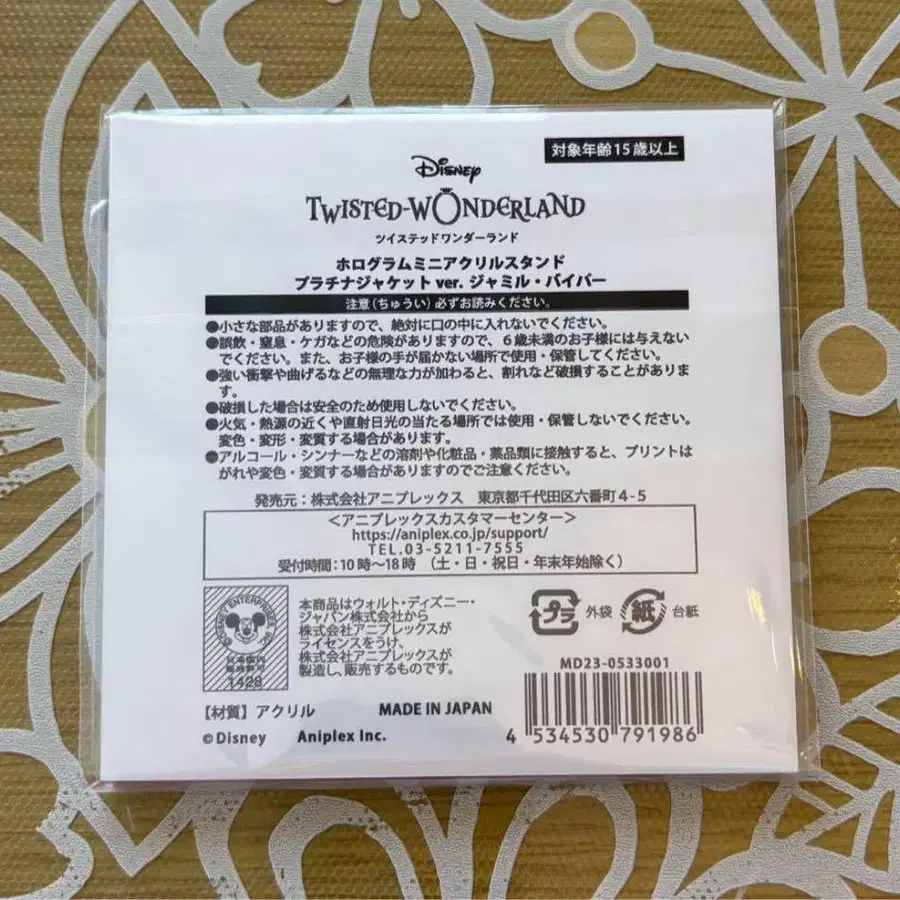 対象年齢15歳以上
Disney
TWISTED-WONDERLAND
ツイステッドワンダーランド
ホログラムミニアクリルスタンド
プラチナジャケットver. ジャミル・バイパー
注意(ちゅうい)必ずお読みください。
●小さな部品がありますので、絶対に口の中に入れないでください。
●誤飲・窒息・ケガなどの危険がありますので、6歳未満のお子様には与えない
でください。また、お子様の手が届かない場所で使用・保管してください。
●強い衝撃や曲げるなどの無理な力が加わると、割れなど破損することがありま
す。
●破損した場合は安全のため使用しないでください。
●火気・熱源の近くや直射日光の当たる場所では使用・保管しないでください。
変色・変形・変質する場合があります。
●アルコール・シンナーなどの溶剤や化粧品・薬品類に接触すると、プリントは
がれや変色・変質する場合がありますのでご注意ください。
発売元:株式会社アニプレックス 東京都千代田区六番町4-5
<アニプレックスカスタマーセンター>
https://aniplex.co.jp/support/
TEL.03-5211-7555
受付時間:10時〜18時 (土・日・祝日・年末年始除く)
©DISNEY ENTERPRISES, INC.
日本国内
販売許可
1428
本商品はウォルト・ディズニー・
ジャパン株式会社から
株式会社アニプレックスが
ライセンスをうけ、
株式会社アニプレックスが
製造し、販売するものです。
プラ 外袋 紙 台紙
MD23-0533001
【材質】アクリル MADE IN JAPAN
©Disney Aniplex Inc.
4 534530 791986